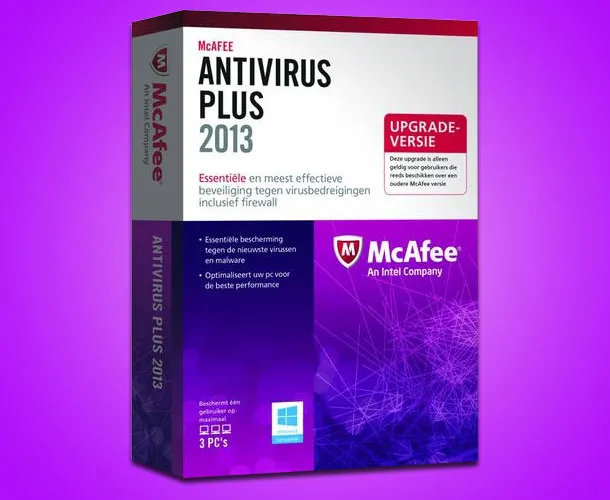 McAFEE
ANTIVIRUS
PLUS
2013
Essentiële en meest effectieve
beveiliging tegen virusbedreigingen
inclusief firewall
UPGRADE-
VERSIE
Deze upgrade is alleen
geldig voor gebruikers die
reeds beschikken over een
oudere McAfee versie
• Essentiële bescherming
tegen de nieuwste virussen
en malware
• Optimaliseert uw pc voor
de beste performance
McAfee®
An Intel Company
Beschermt één
gebruiker op
maximaal
3 PC's
Windows 8
Compatible
McAfee
An Intel Company
ANTIVIRUS PLUS 2013